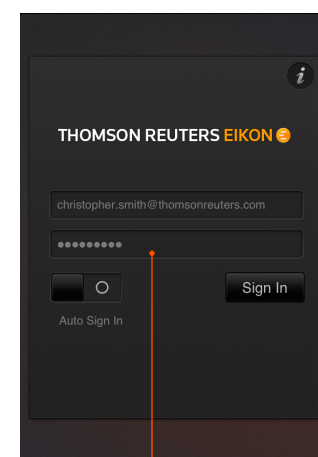 i
THOMSON REUTERS EIKON
christopher.smith@thomsonreuters.com
•••••••••
Sign In
Auto Sign In